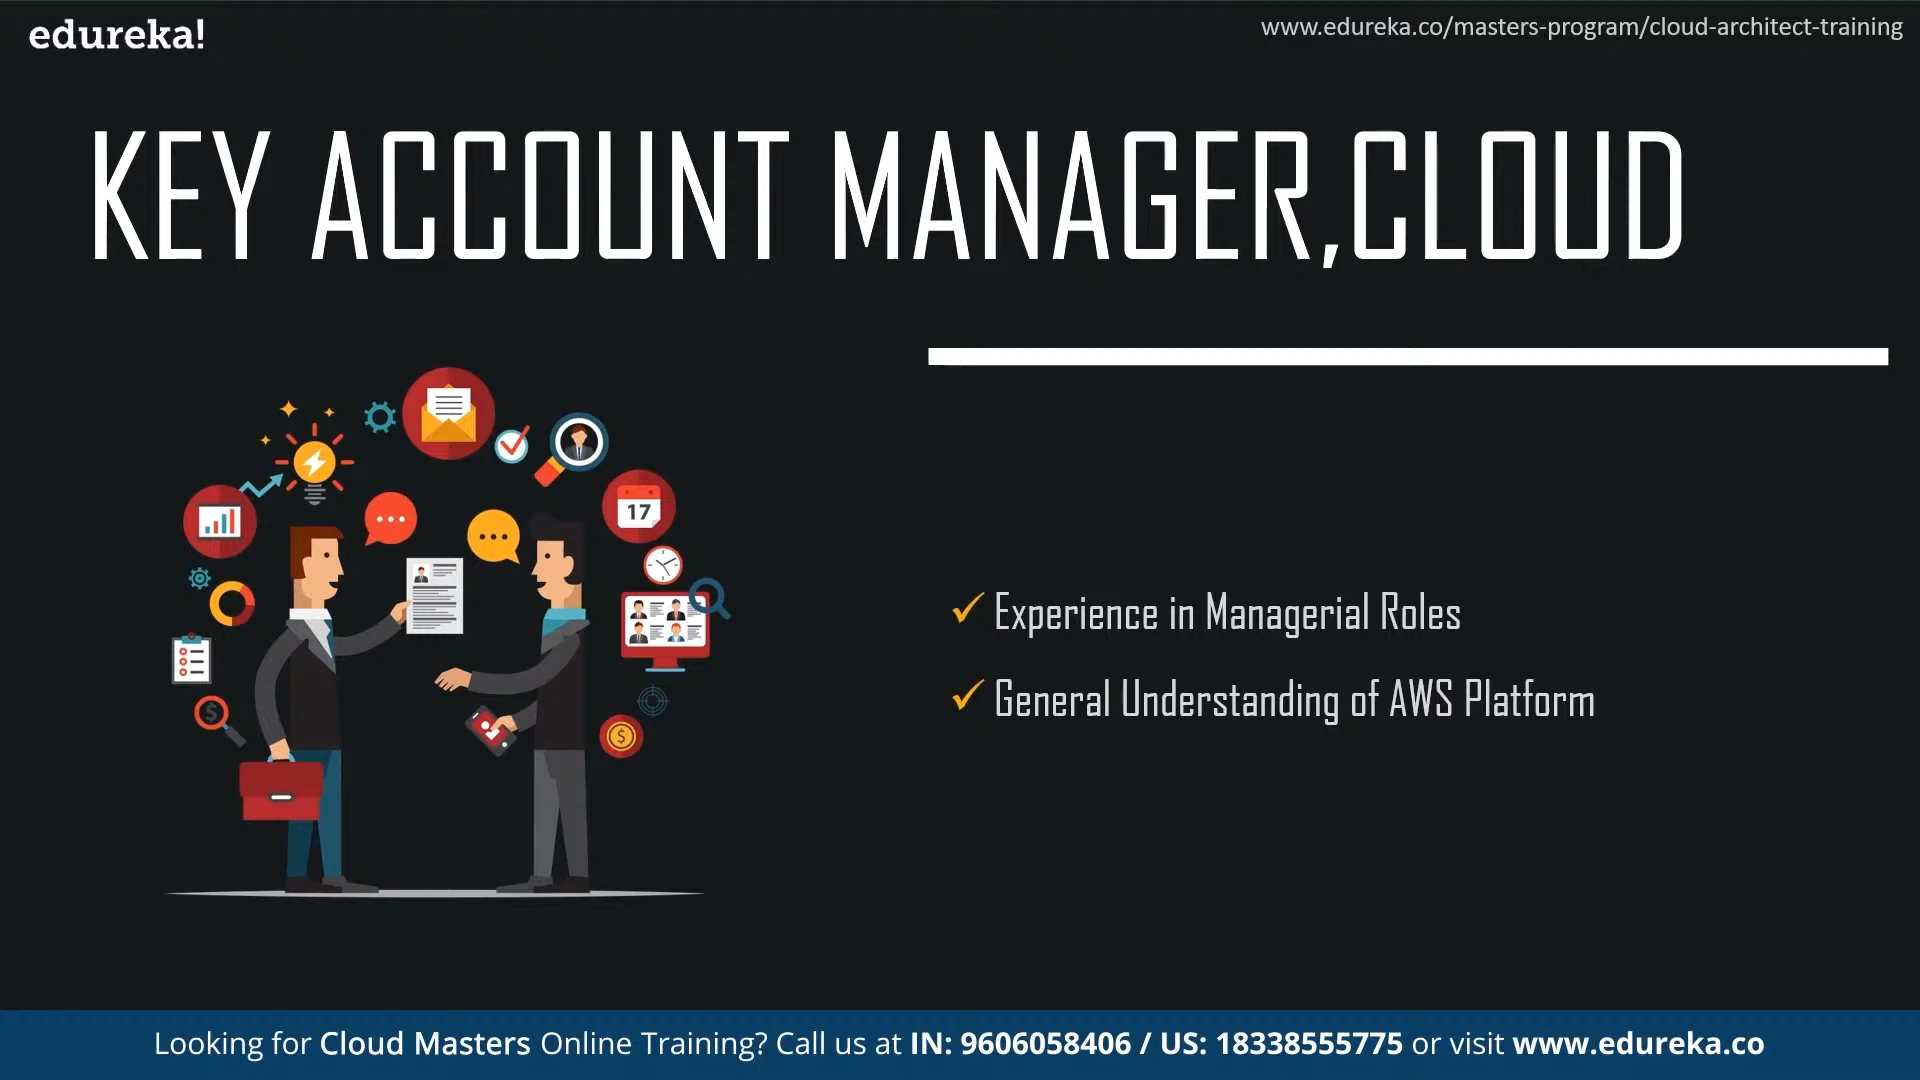 edureka!
www.edureka.co/masters-program/cloud-architect-training
KEY ACCOUNT MANAGER,CLOUD
17
✓ Experience in Managerial Roles
✓ General Understanding of AWS Platform
Looking for Cloud Masters Online Training? Call us at IN: 9606058406 / US: 18338555775 or visit www.edureka.co